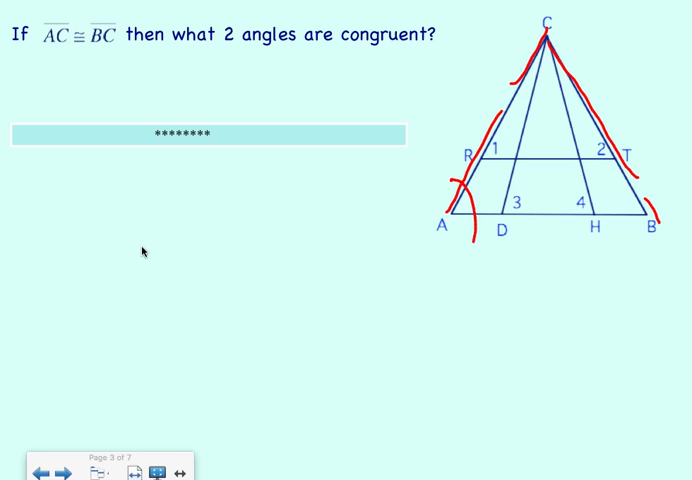 If AC ≅ BC then what 2 angles are congruent?
********
C
R 1 2 T
3 4
A D H B
Page 3 of 7